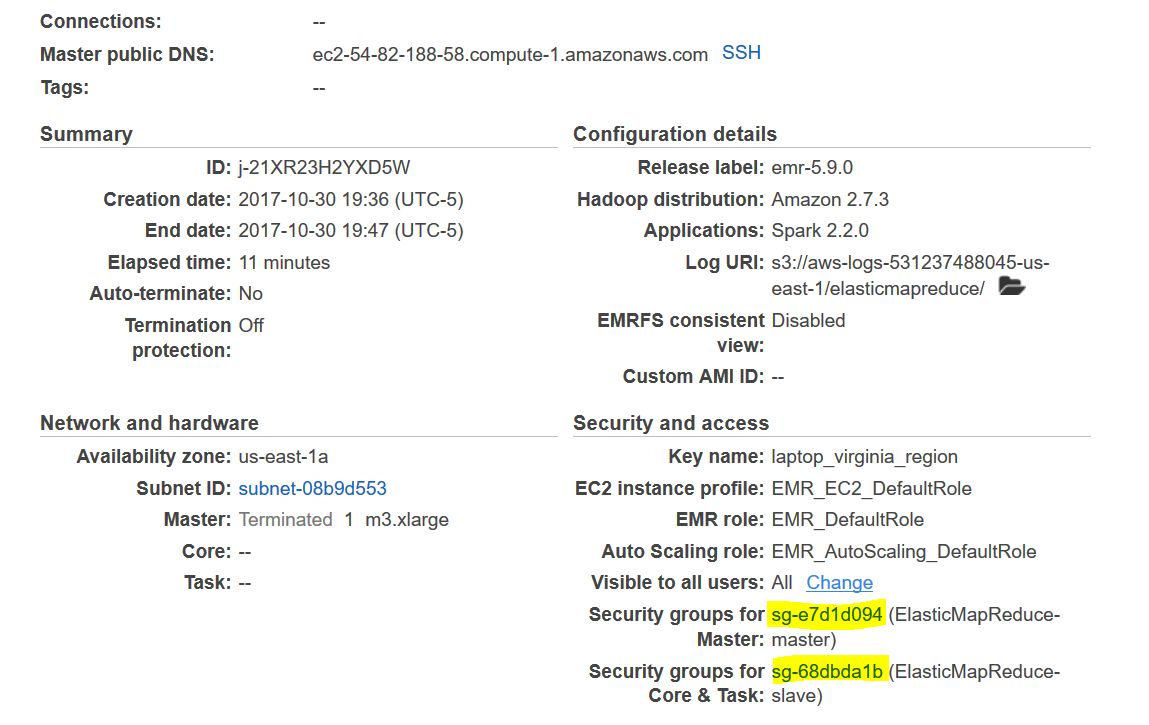 Connections: --
Master public DNS: ec2-54-82-188-58.compute-1.amazonaws.com SSH
Tags: --
Summary
ID: j-21XR23H2YXD5W
Creation date: 2017-10-30 19:36 (UTC-5)
End date: 2017-10-30 19:47 (UTC-5)
Elapsed time: 11 minutes
Auto-terminate: No
Termination Off
protection:
Configuration details
Release label: emr-5.9.0
Hadoop distribution: Amazon 2.7.3
Applications: Spark 2.2.0
Log URI: s3://aws-logs-531237488045-us-
east-1/elasticmapreduce/
EMRFS consistent Disabled
view:
Custom AMI ID: --
Network and hardware
Availability zone: us-east-1a
Subnet ID: subnet-08b9d553
Master: Terminated 1 m3.xlarge
Core: --
Task: --
Security and access
Key name: laptop_virginia_region
EC2 instance profile: EMR_EC2_DefaultRole
EMR role: EMR_DefaultRole
Auto Scaling role: EMR_AutoScaling_DefaultRole
Visible to all users: All Change
Security groups for sg-e7d1d094 (ElasticMapReduce-
Master: master)
Security groups for sg-68dbda1b (ElasticMapReduce-
Core & Task: slave)